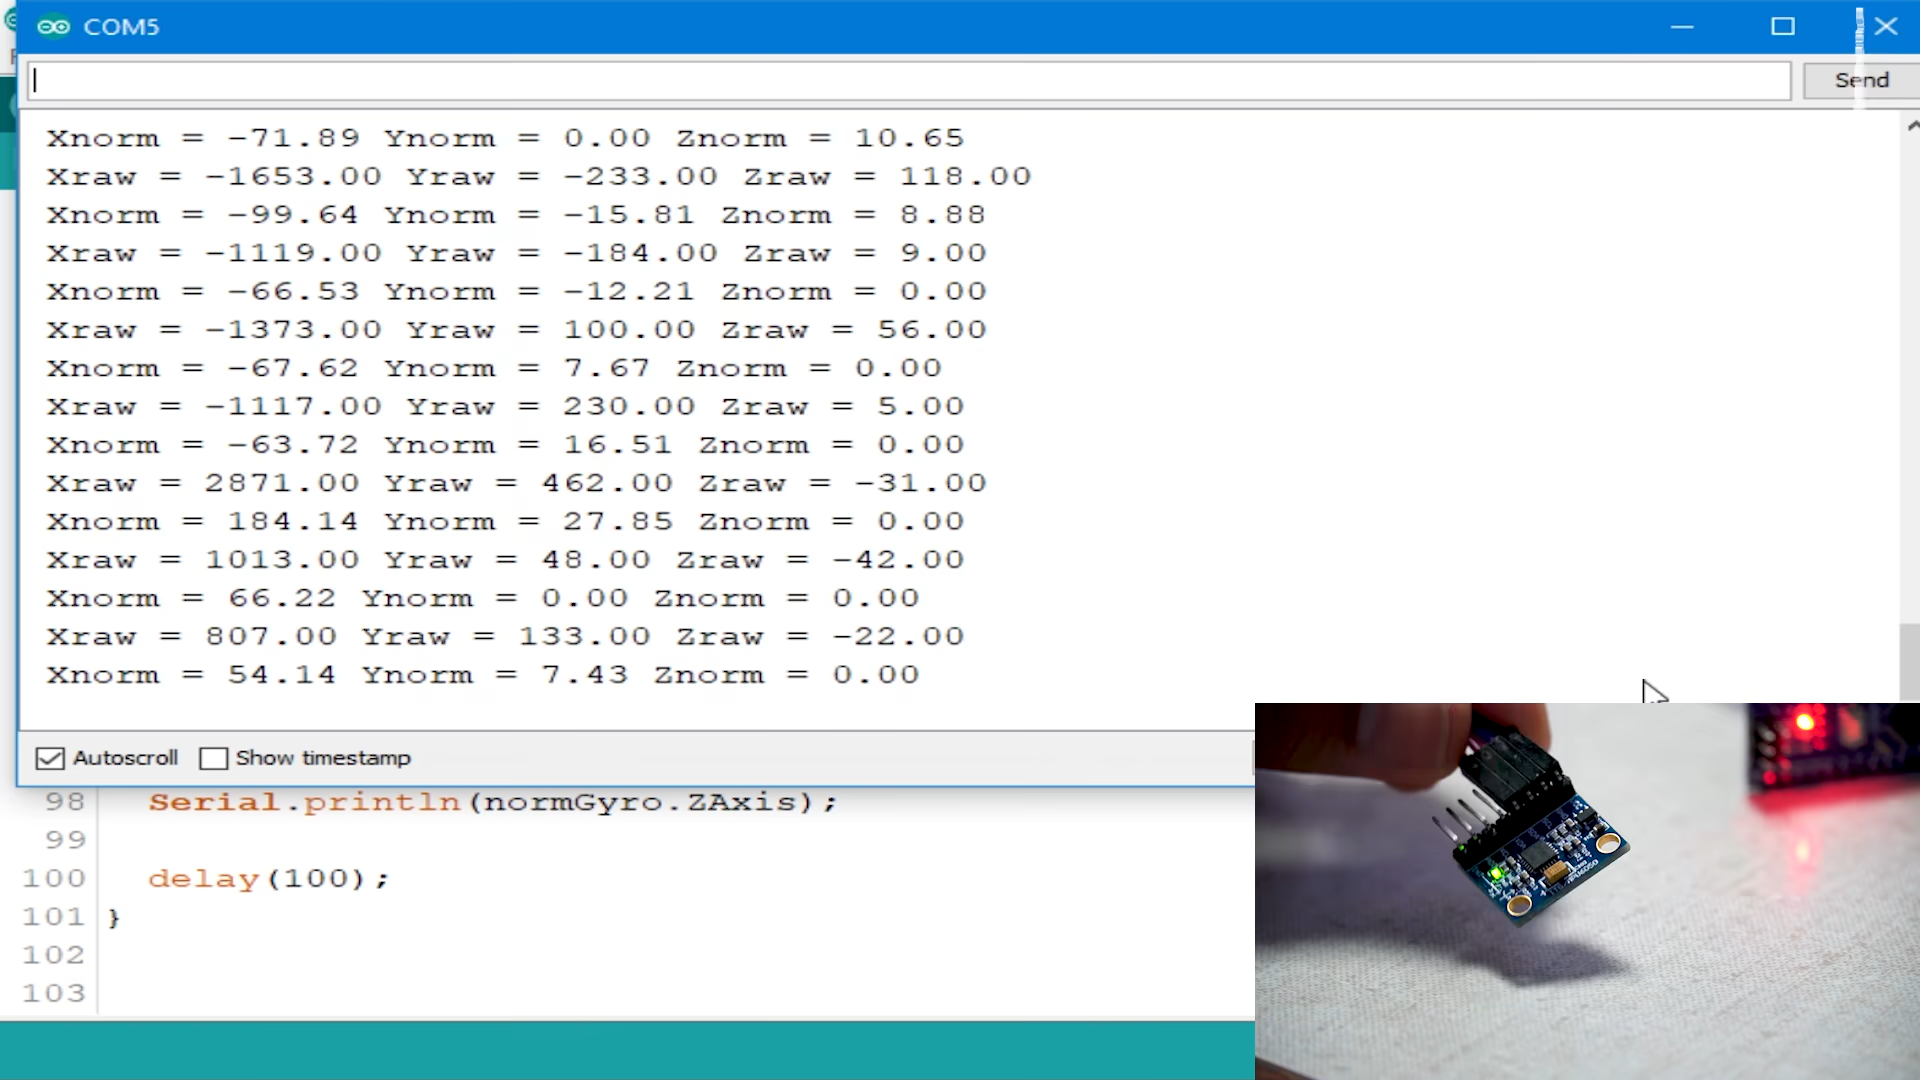 COM5
Send
Xnorm = -71.89 Ynorm = 0.00 Znorm = 10.65
Xraw = -1653.00 Yraw = -233.00 Zraw = 118.00
Xnorm = -99.64 Ynorm = -15.81 Znorm = 8.88
Xraw = -1119.00 Yraw = -184.00 Zraw = 9.00
Xnorm = -66.53 Ynorm = -12.21 Znorm = 0.00
Xraw = -1373.00 Yraw = 100.00 Zraw = 56.00
Xnorm = -67.62 Ynorm = 7.67 Znorm = 0.00
Xraw = -1117.00 Yraw = 230.00 Zraw = 5.00
Xnorm = -63.72 Ynorm = 16.51 Znorm = 0.00
Xraw = 2871.00 Yraw = 462.00 Zraw = -31.00
Xnorm = 184.14 Ynorm = 27.85 Znorm = 0.00
Xraw = 1013.00 Yraw = 48.00 Zraw = -42.00
Xnorm = 66.22 Ynorm = 0.00 Znorm = 0.00
Xraw = 807.00 Yraw = 133.00 Zraw = -22.00
Xnorm = 54.14 Ynorm = 7.43 Znorm = 0.00
Autoscroll Show timestamp
98 Serial.println(normGyro.ZAxis);
99
100 delay(100);
101 }
102
103